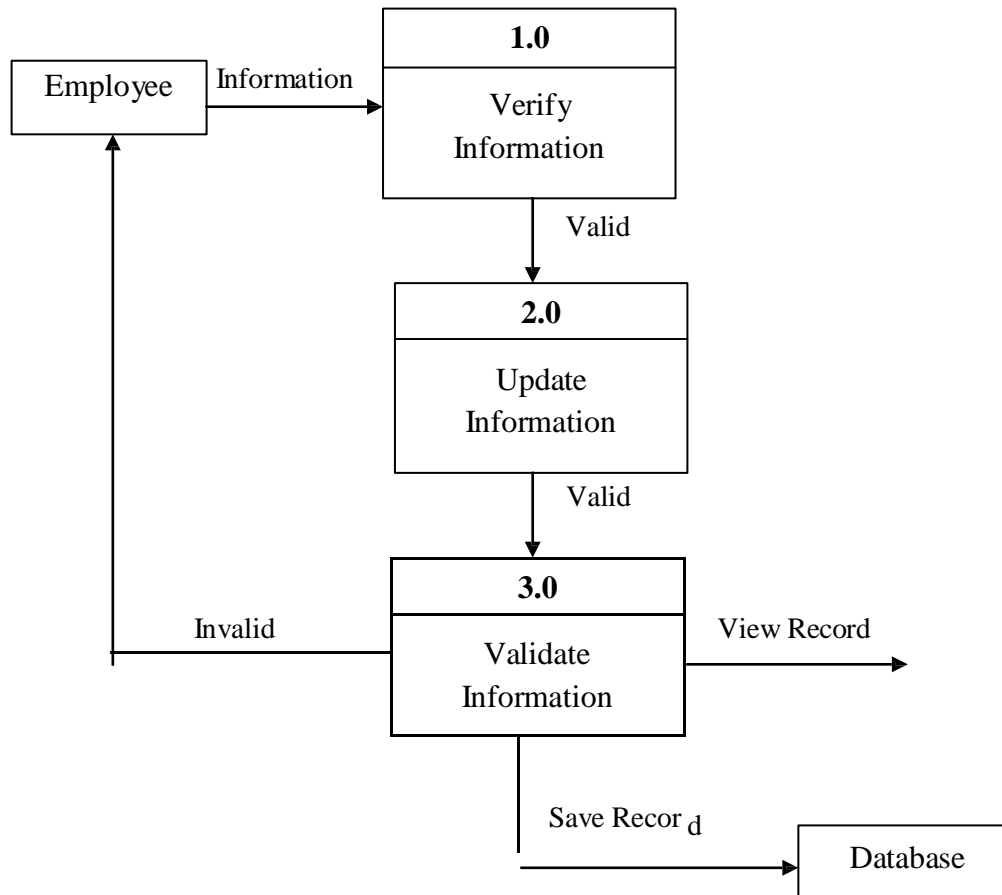 1.0
Employee
Information
Verify
Information
Valid
2.0
Update
Information
Valid
3.0
Invalid
View Record
Validate
Information
Save Recor d
Database